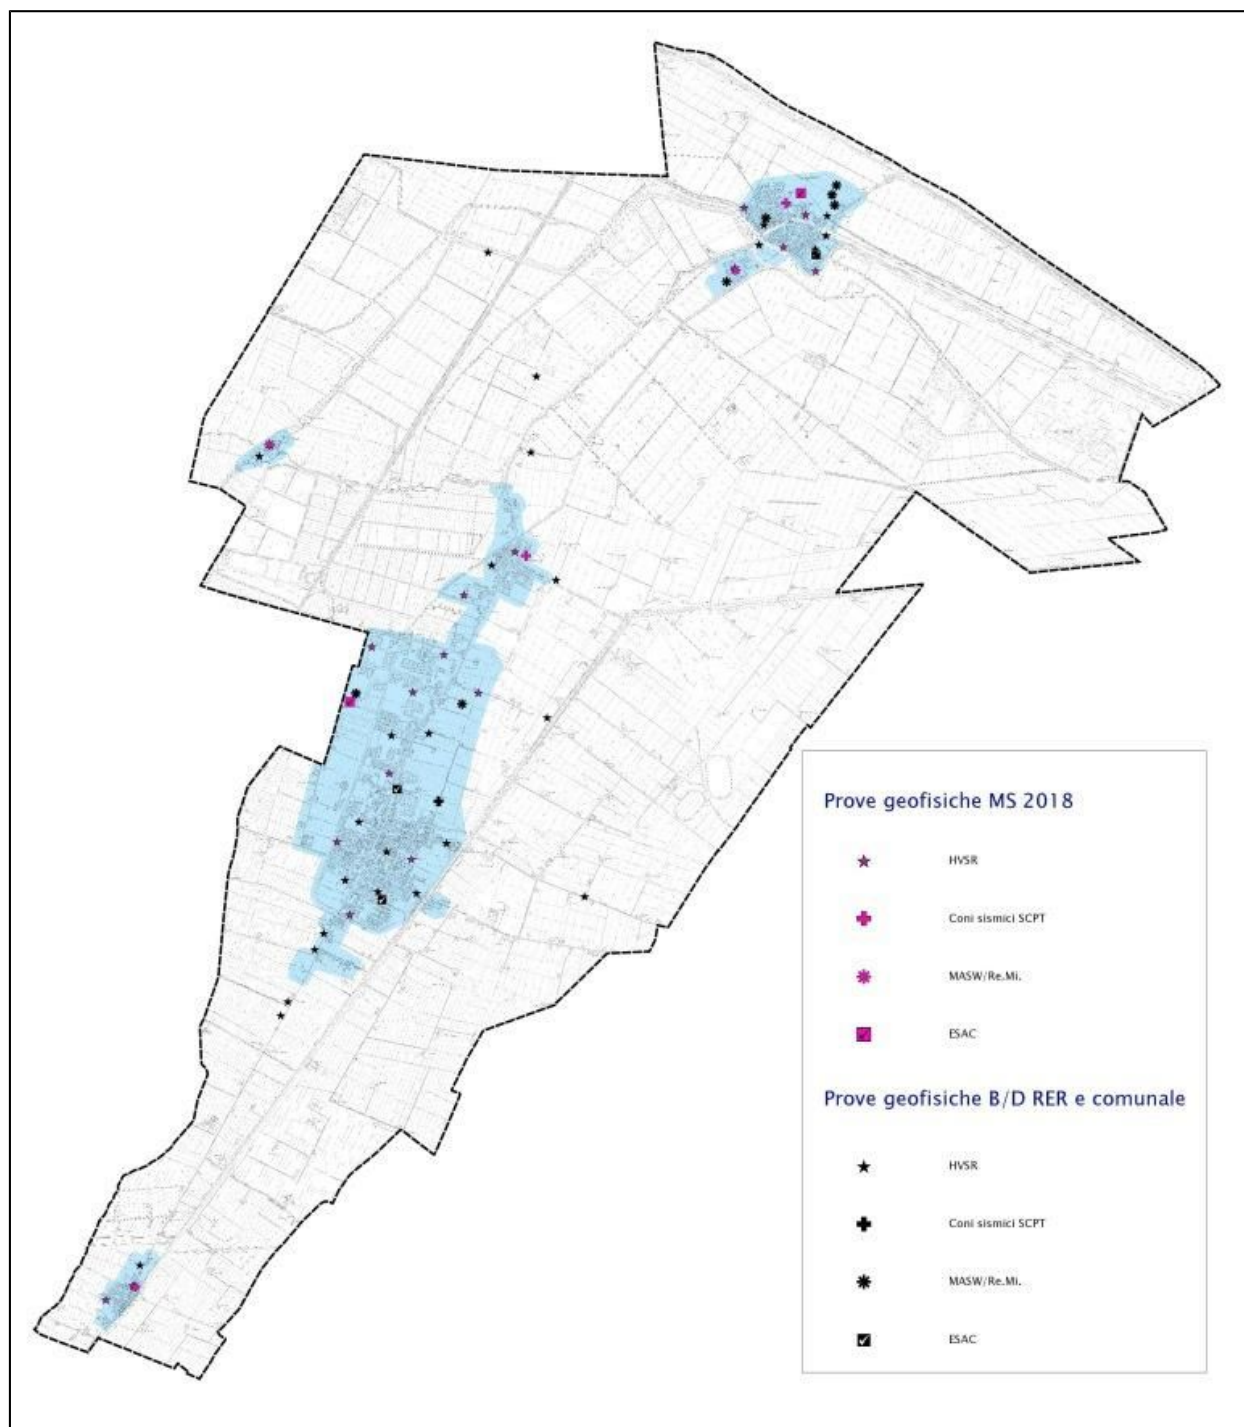 Prove geofisiche MS 2018
HVSR
Coni sismici SCPT
MASW/Re.Mi.
ESAC
Prove geofisiche B/D RER e comunale
HVSR
Coni sismici SCPT
MASW/Re.Mi.
ESAC